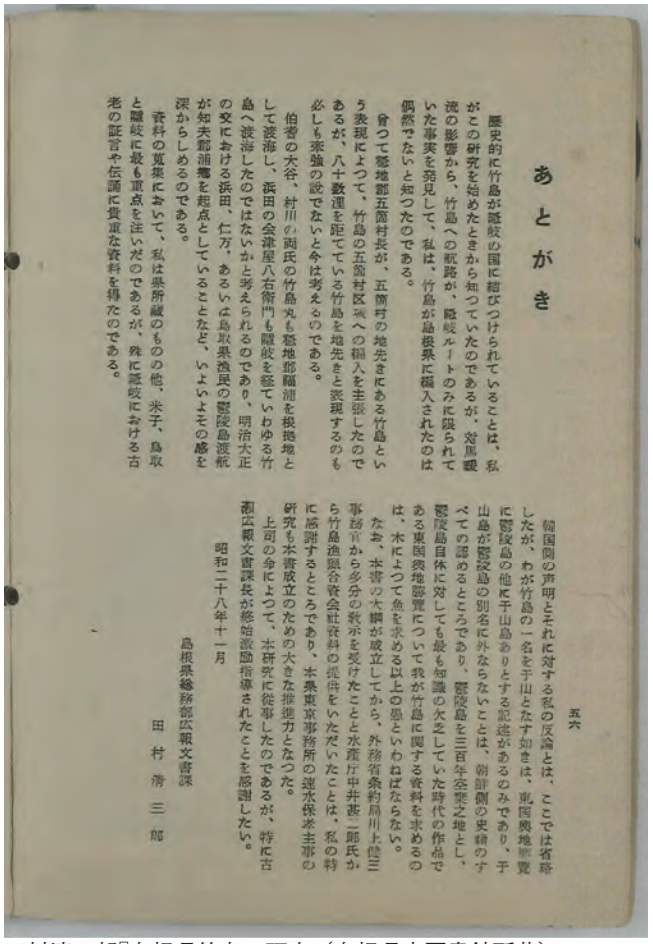 あとがき
歴史的に竹島が隠岐の国に結びつけられていることは、私
がこの研究を始めたときから知つていたのであるが、対馬暖
流の影響から、竹島への航路が、隠岐ルートのみに限られて
いた事実を発見して、私は、竹島が島根県に編入されたのは
偶然でないと知つたのである。
曾つて穏地郡五箇村長が、五箇村の地先きにある竹島とい
う表現によつて、竹島の五箇村区域への編入を主張したので
あるが、八十数浬を距てている竹島を地先きと表現するのも
必しも牽強の説でないと今は考えるのである。
伯耆の大谷、村川の両氏の竹島丸も穏地郡福浦を根拠地と
して渡海し、浜田の会津屋八右衛門も隠岐を経ていわゆる竹
島へ渡海したのではないかと考えられるのであり、明治大正
の交における浜田、仁万、あるいは鳥取県漁民の鬱陵島渡航
が知夫郡浦郷を起点としていることなど、いよいよその感を
深からしめるのである。
資料の蒐集において、私は県所蔵のものの他、米子、鳥取
と隠岐に最も重点を注いだのであるが、殊に隠岐における古
老の証言や伝誦に貴重な資料を得たのである。
韓国側の声明とそれに対する私の反論とは、ここでは省略
したが、わが竹島の一名を于山となす如きは、東国輿地勝覧
に鬱陵島の他に于山島ありとする記述があるのみであり、于
山島が鬱陵島の別名に外ならないことは、朝鮮側の史籍のす
べての認めるところであり、鬱陵島を三百年空棄之地とし、
鬱陵島自体に対しても最も知識の欠乏していた時代の作品で
ある東国輿地勝覧について我が竹島に関する資料を求めるの
は、木によつて魚を求める以上の愚といわねばならない。
なお、本書の大綱が成立してから、外務省条約局川上健三
事務官から多分の教示を受けたことと水産庁中井甚二郎氏か
ら竹島漁猟合資会社資料の提供をいただいたことは、私の特
に感謝するところであり、本県東京事務所の速水保孝主事の
研究も本書成立のための大きな推進力となつた。
上司の命によつて、本研究に従事したのであるが、特に古
瀬広報文書課長が終始激励指導されたことを感謝したい。
昭和二十八年十一月
島根県総務部広報文書課
田村清三郎
五六